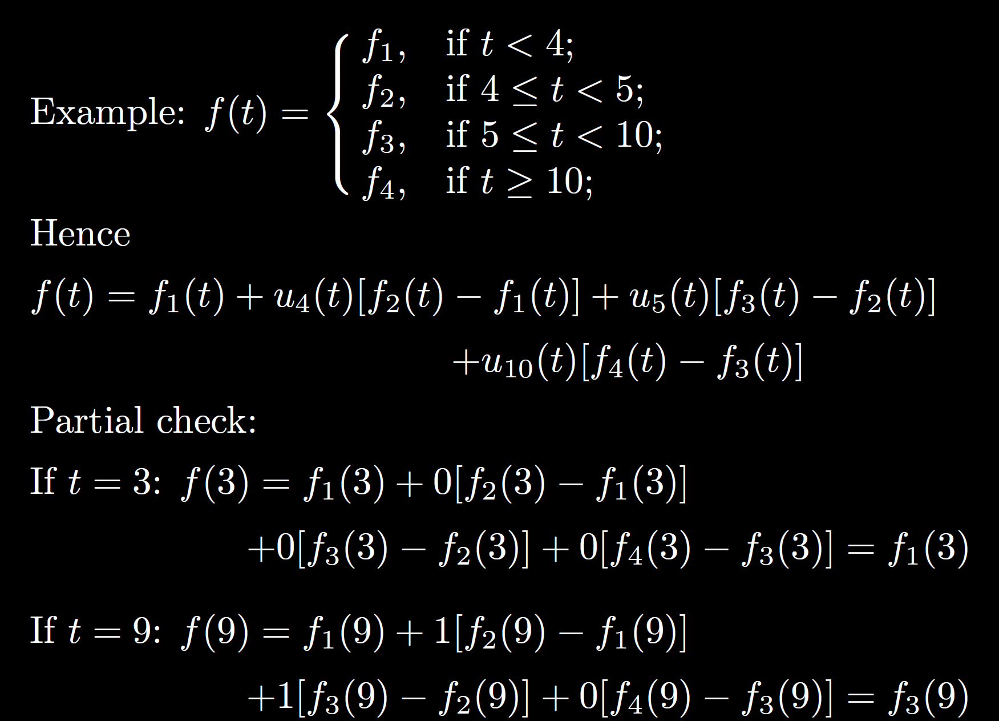 Example: f(t) = { f₁, if t < 4;
f₂, if 4 ≤ t < 5;
f₃, if 5 ≤ t < 10;
f₄, if t ≥ 10;
Hence
f(t) = f₁(t) + u₄(t)[f₂(t) − f₁(t)] + u₅(t)[f₃(t) − f₂(t)]
+u₁₀(t)[f₄(t) − f₃(t)]
Partial check:
If t = 3: f(3) = f₁(3) + 0[f₂(3) − f₁(3)]
+0[f₃(3) − f₂(3)] + 0[f₄(3) − f₃(3)] = f₁(3)
If t = 9: f(9) = f₁(9) + 1[f₂(9) − f₁(9)]
+1[f₃(9) − f₂(9)] + 0[f₄(9) − f₃(9)] = f₃(9)